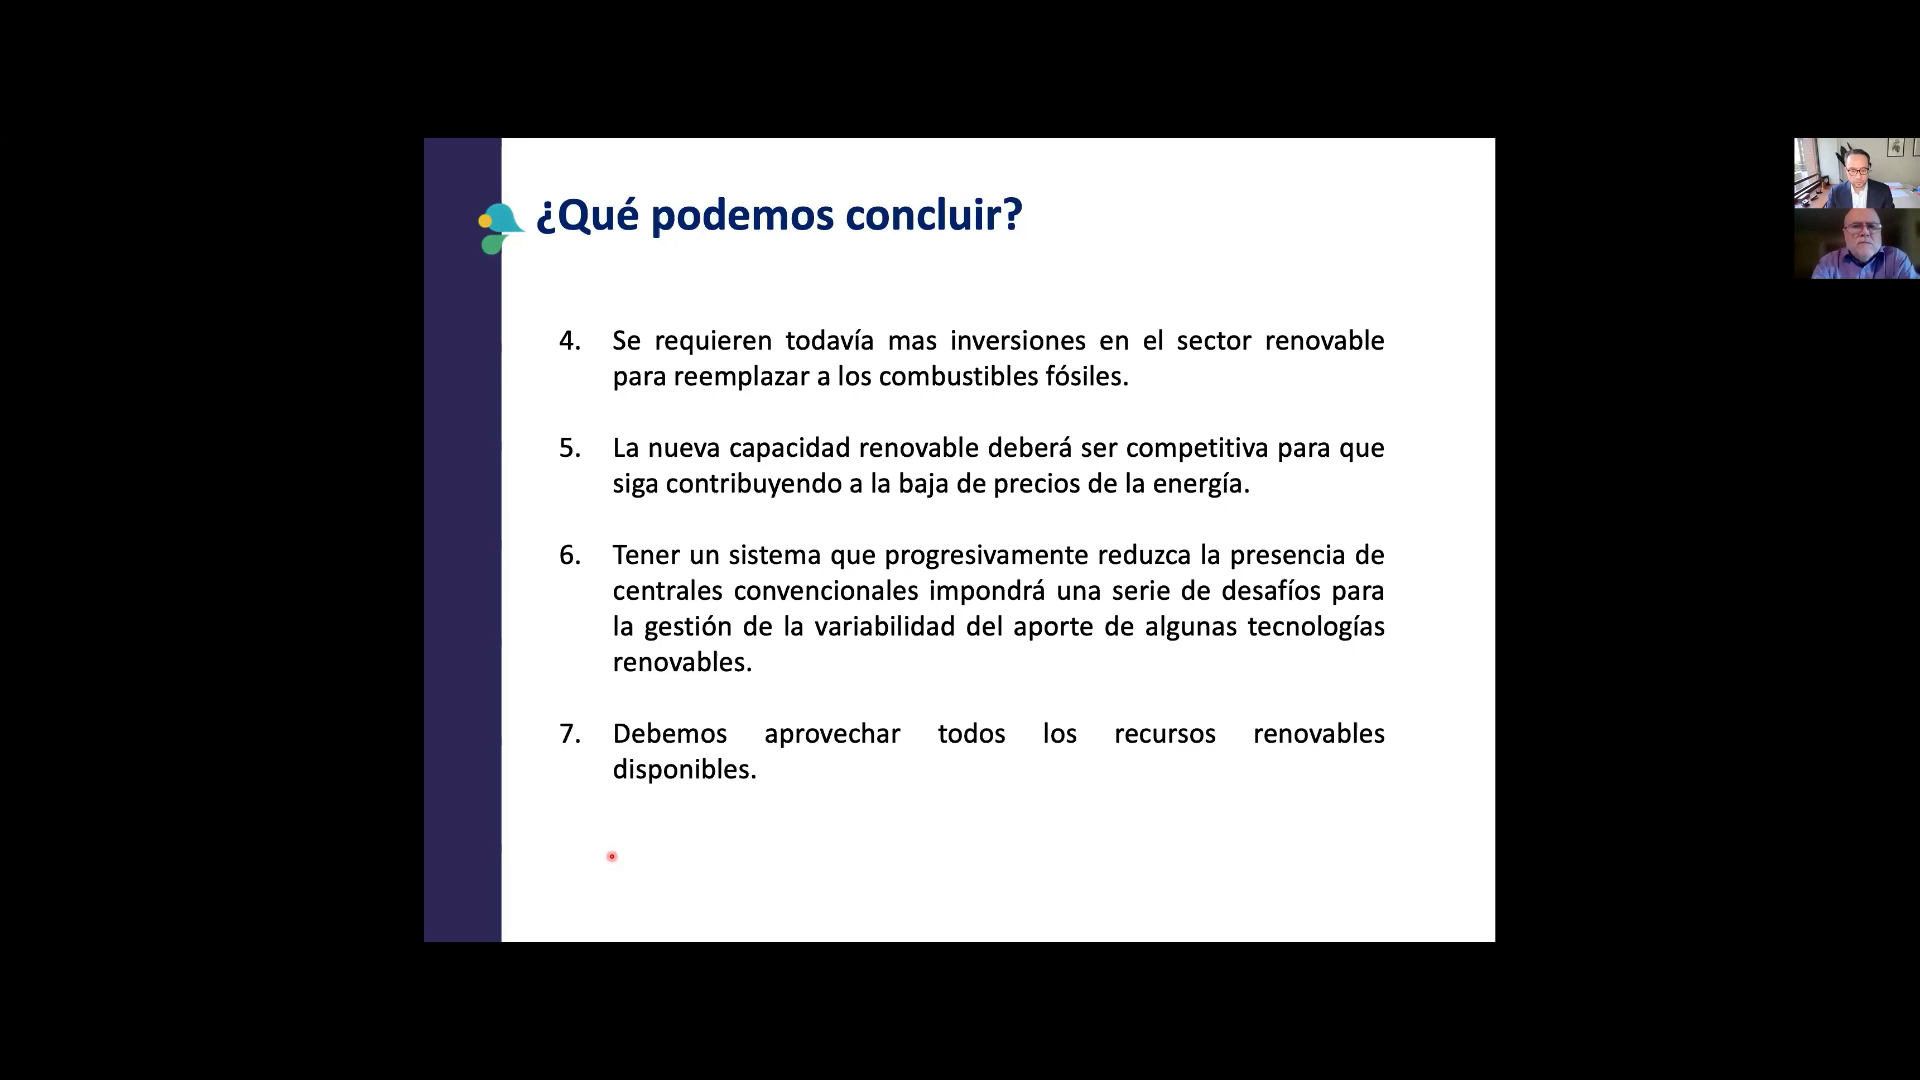 ¿Qué podemos concluir?
4. Se requieren todavía mas inversiones en el sector renovable
para reemplazar a los combustibles fósiles.
5. La nueva capacidad renovable deberá ser competitiva para que
siga contribuyendo a la baja de precios de la energía.
6. Tener un sistema que progresivamente reduzca la presencia de
centrales convencionales impondrá una serie de desafíos para
la gestión de la variabilidad del aporte de algunas tecnologías
renovables.
7. Debemos aprovechar todos los recursos renovables
disponibles.